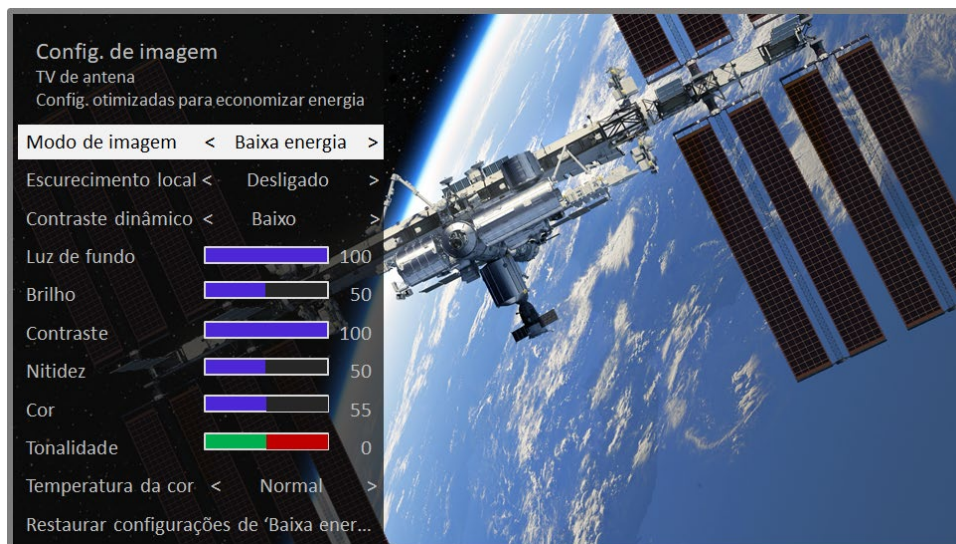 Config. de imagem
TV de antena
Config. otimizadas para economizar energia
Modo de imagem < Baixa energia >
Escurecimento local < Desligado >
Contraste dinâmico < Baixo >
Luz de fundo 100
Brilho 50
Contraste 100
Nitidez 50
Cor 55
Tonalidade 0
Temperatura da cor < Normal >
Restaurar configurações de ‘Baixa ener...